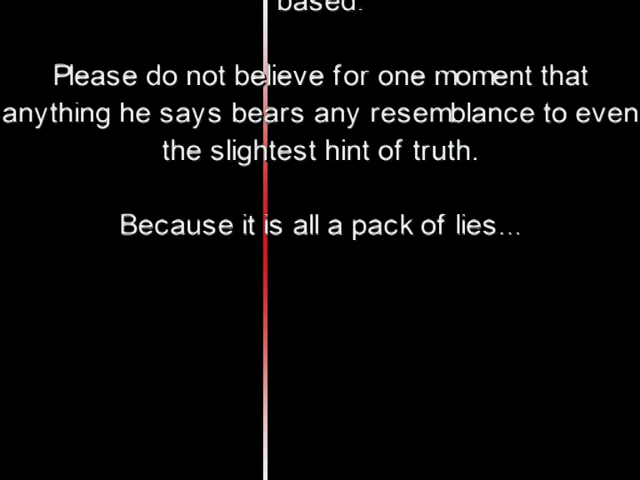 based.
Please do not believe for one moment that
anything he says bears any resemblance to even
the slightest hint of truth.
Because it is all a pack of lies...